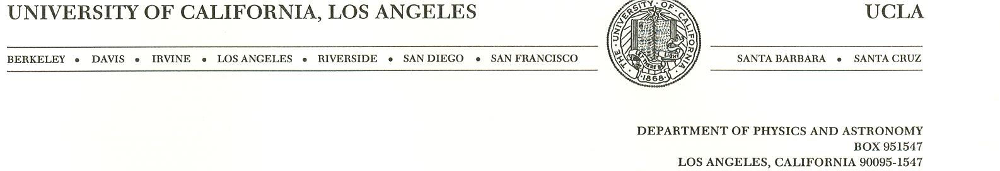 UNIVERSITY OF CALIFORNIA, LOS ANGELES
UCLA
THE · UNIVERSITY · OF · CALIFORNIA ·
LET THERE BE LIGHT
·1868·
BERKELEY • DAVIS • IRVINE • LOS ANGELES • RIVERSIDE • SAN DIEGO • SAN FRANCISCO
SANTA BARBARA • SANTA CRUZ
DEPARTMENT OF PHYSICS AND ASTRONOMY
BOX 951547
LOS ANGELES, CALIFORNIA 90095-1547